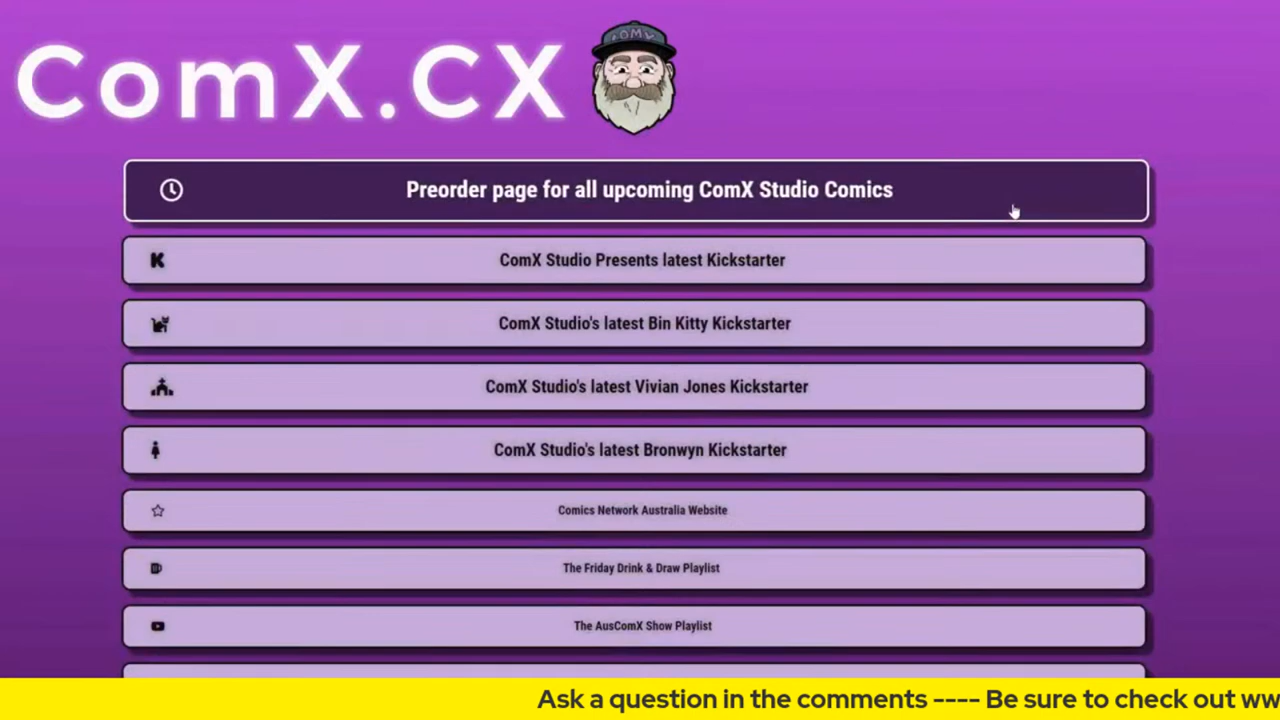 ComX.CX
COMX
Preorder page for all upcoming ComX Studio Comics
ComX Studio Presents latest Kickstarter
ComX Studio's latest Bin Kitty Kickstarter
ComX Studio's latest Vivian Jones Kickstarter
ComX Studio's latest Bronwyn Kickstarter
Comics Network Australia Website
The Friday Drink & Draw Playlist
The AusComX Show Playlist
Ask a question in the comments ---- Be sure to check out ww